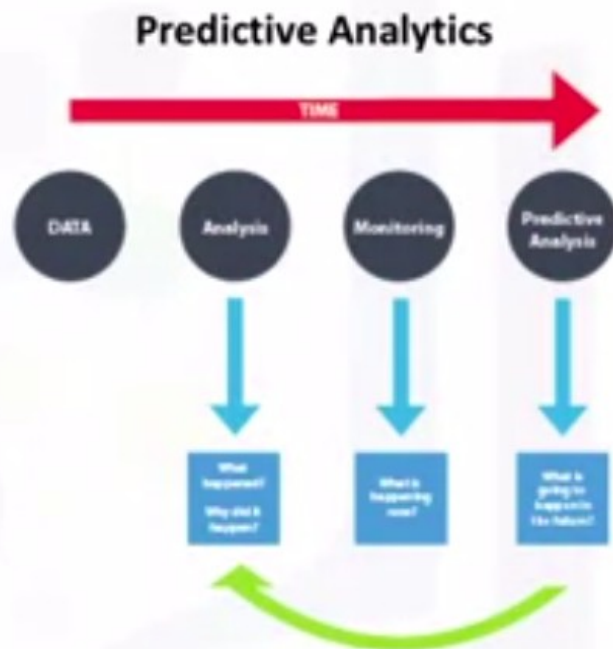 Predictive Analytics
TIME
DATA
Analysis
Monitoring
Predictive
Analysis
What
happened?
Why did it
happen?
What is
happening
now?
What is
going to
happen in
the future?